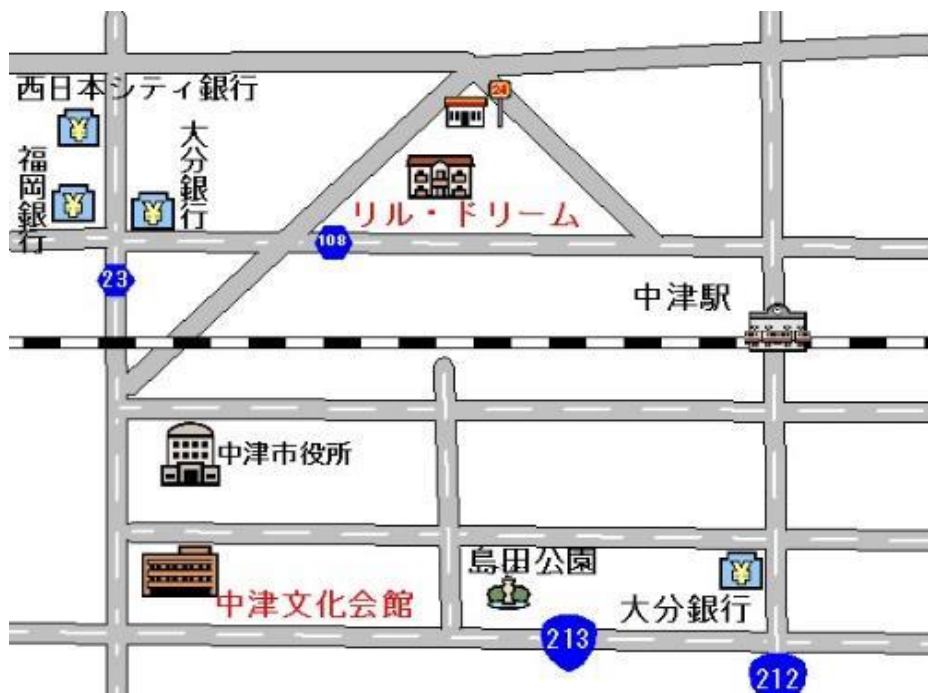 西日本シティ銀行
24
大分銀行
福岡銀行
リル・ドリーム
108
23
中津駅
中津市役所
島田公園
中津文化会館
大分銀行
213
212